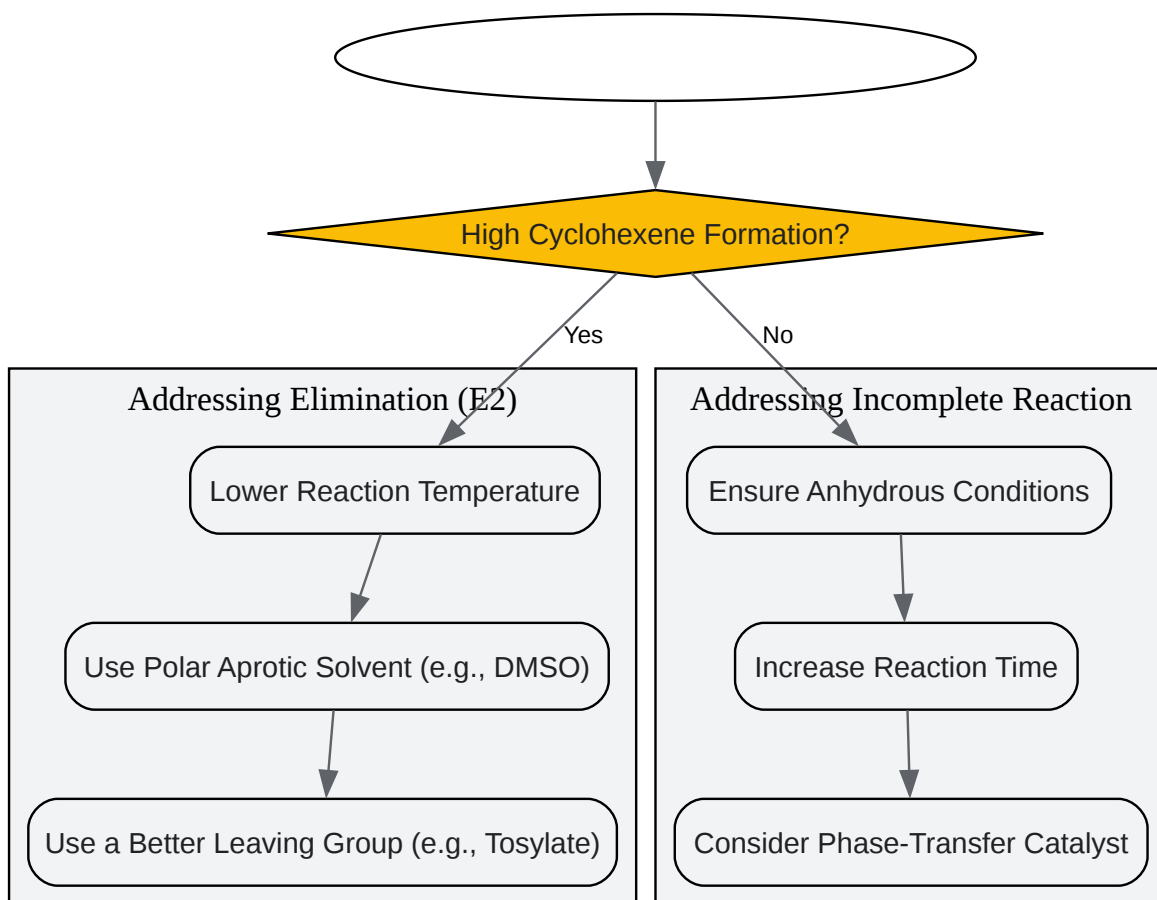 High Cyclohexene Formation?
Yes
No
Addressing Elimination (E2)
Addressing Incomplete Reaction
Lower Reaction Temperature
Ensure Anhydrous Conditions
Use Polar Aprotic Solvent (e.g., DMSO)
Increase Reaction Time
Use a Better Leaving Group (e.g., Tosylate)
Consider Phase-Transfer Catalyst